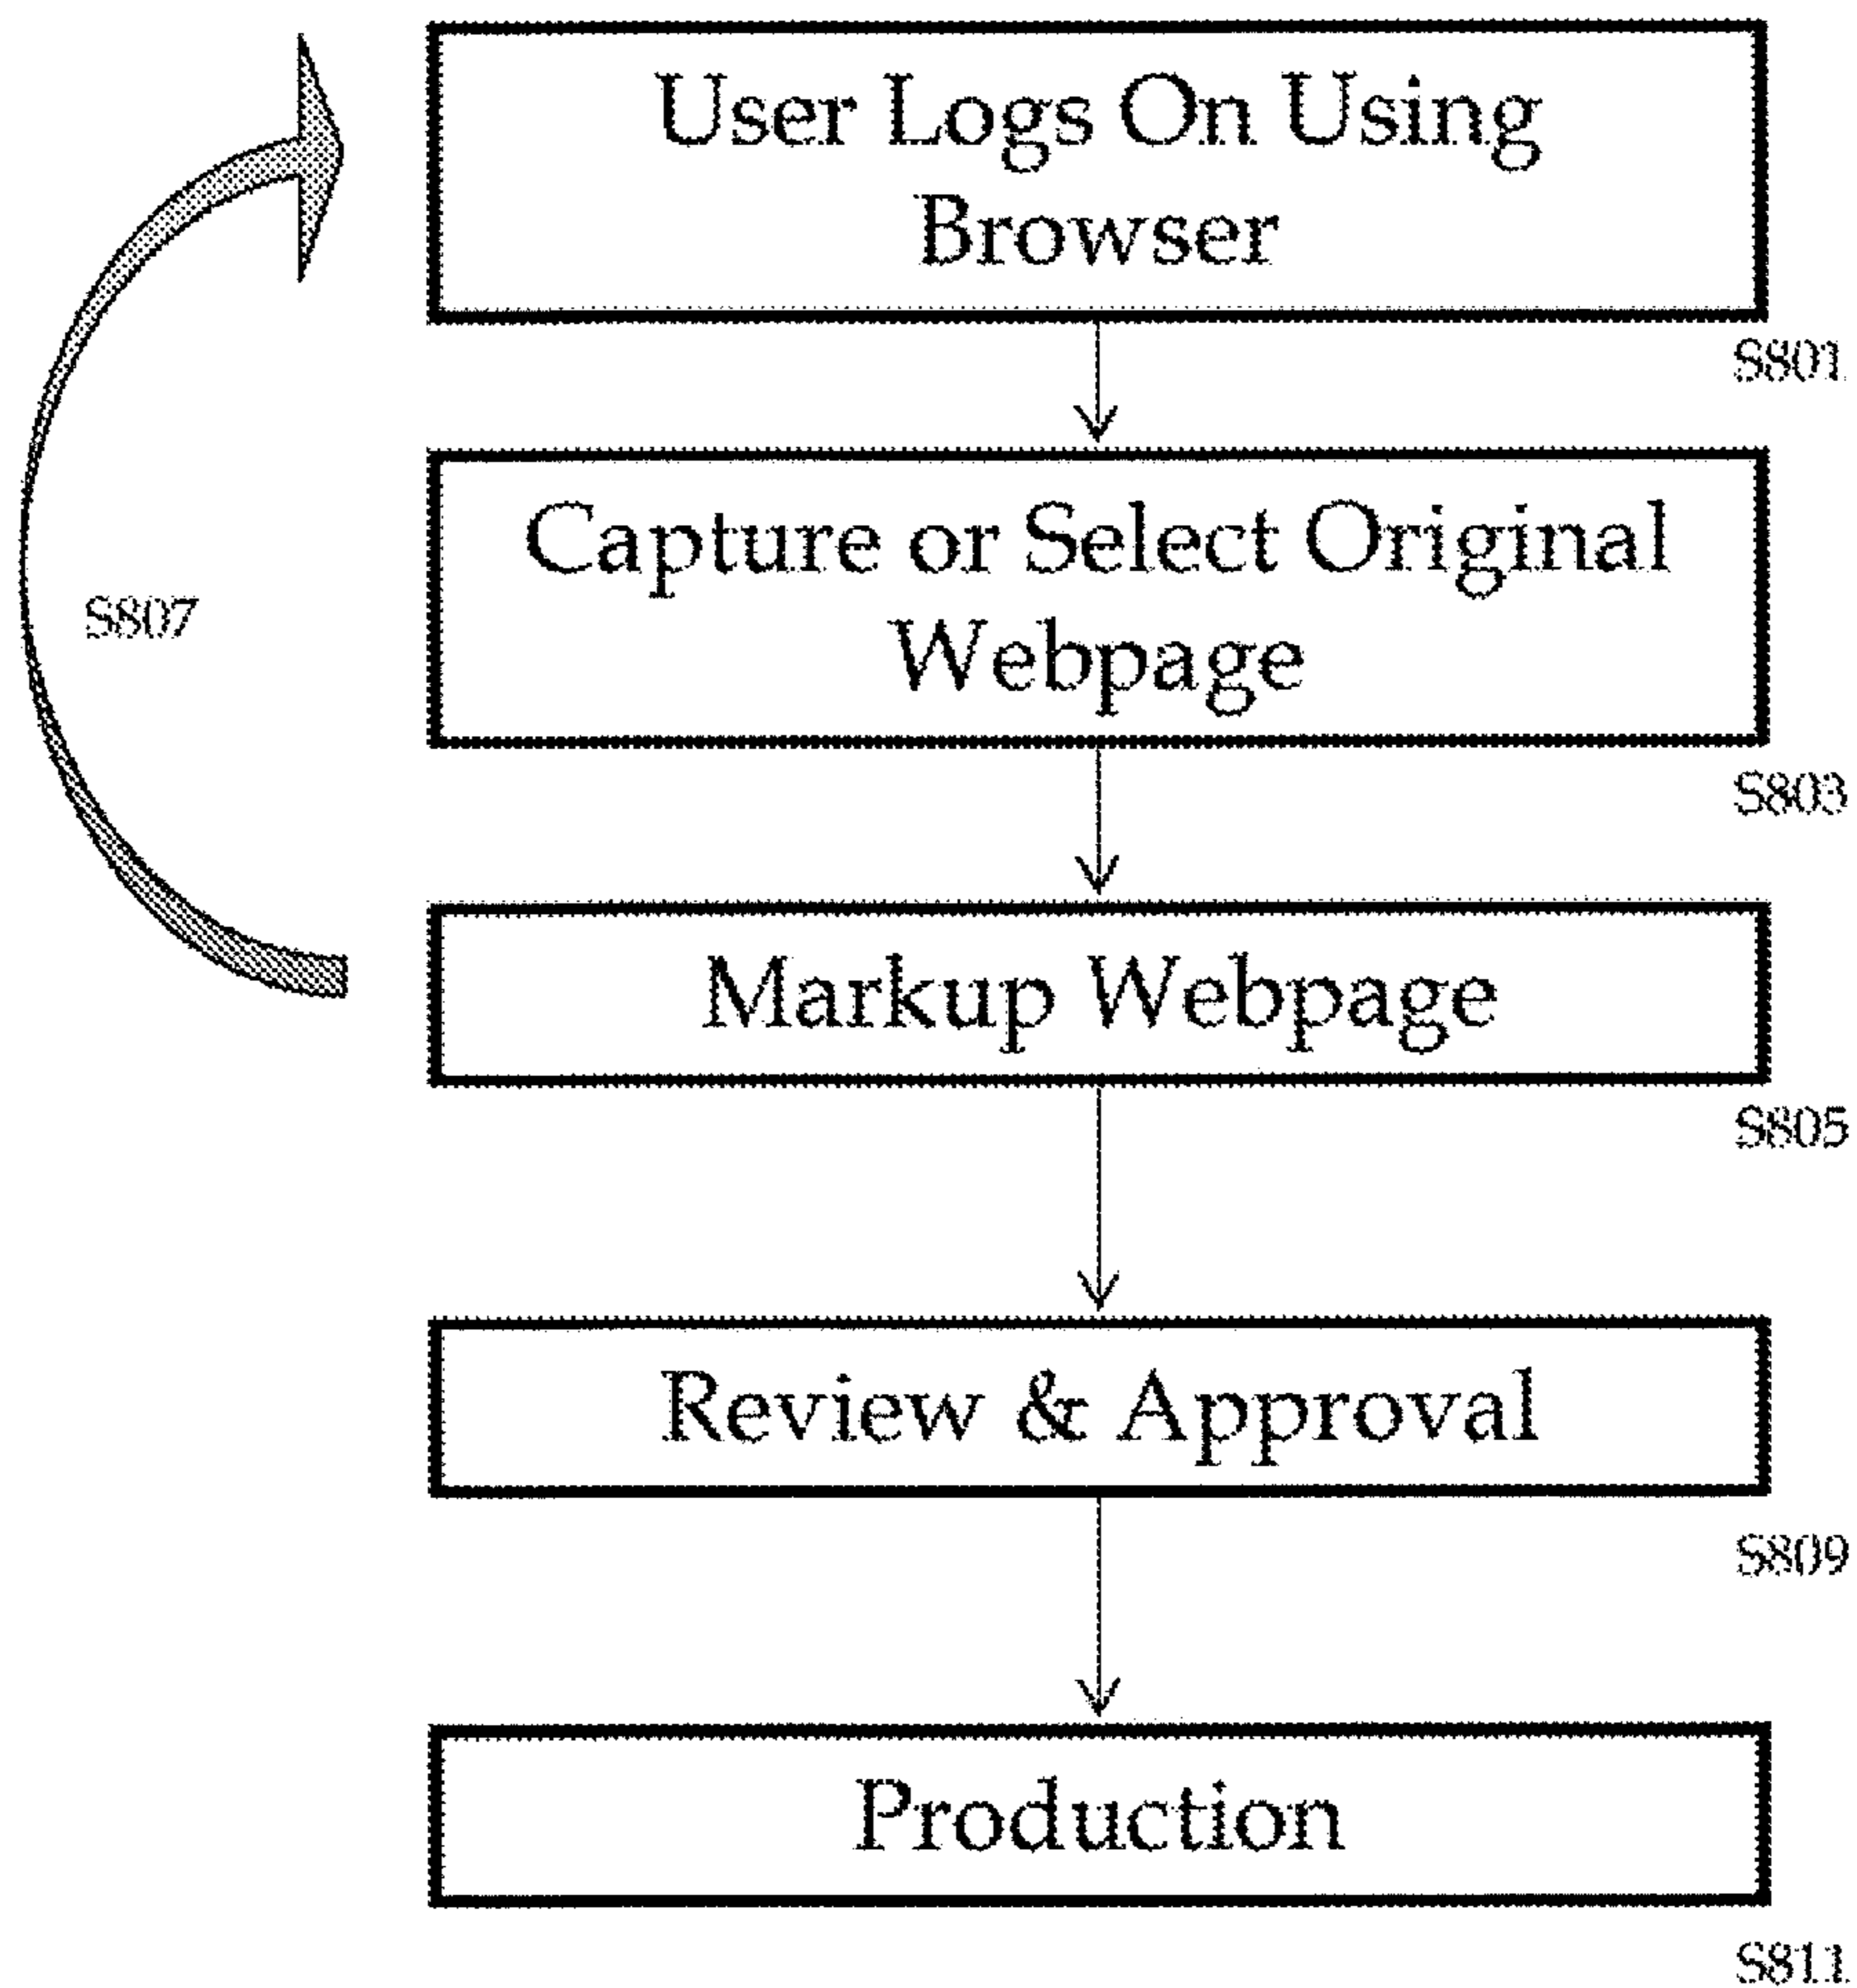 User Logs On Using
Browser
S801
Capture or Select Original
Webpage
S807
S803
Markup Webpage
S805
Review & Approval
S809
Production
S811